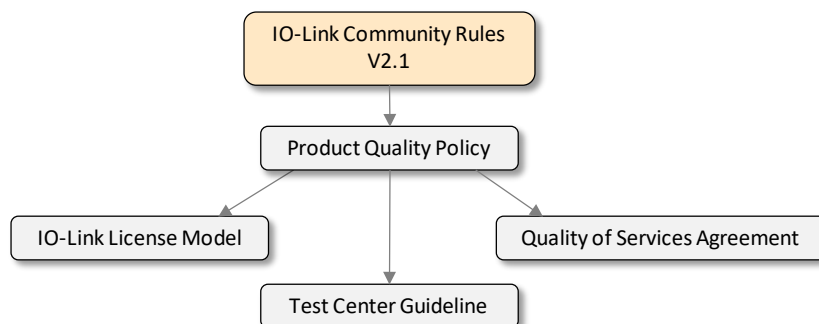 IO-Link Community Rules
V2.1
Product Quality Policy
IO-Link License Model
Quality of Services Agreement
Test Center Guideline